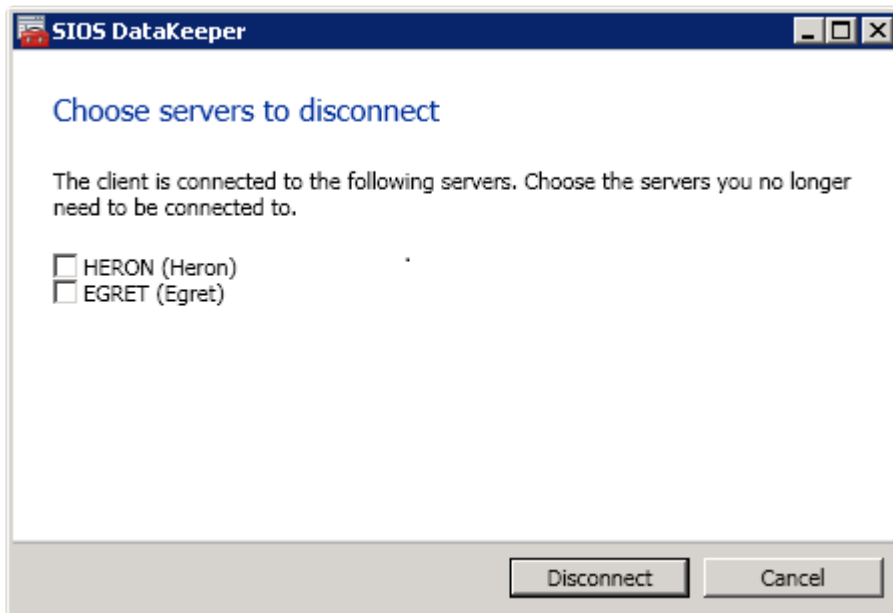 SIOS DataKeeper
Choose servers to disconnect
The client is connected to the following servers. Choose the servers you no longer
need to be connected to.
HERON (Heron)
EGRET (Egret)
Disconnect Cancel